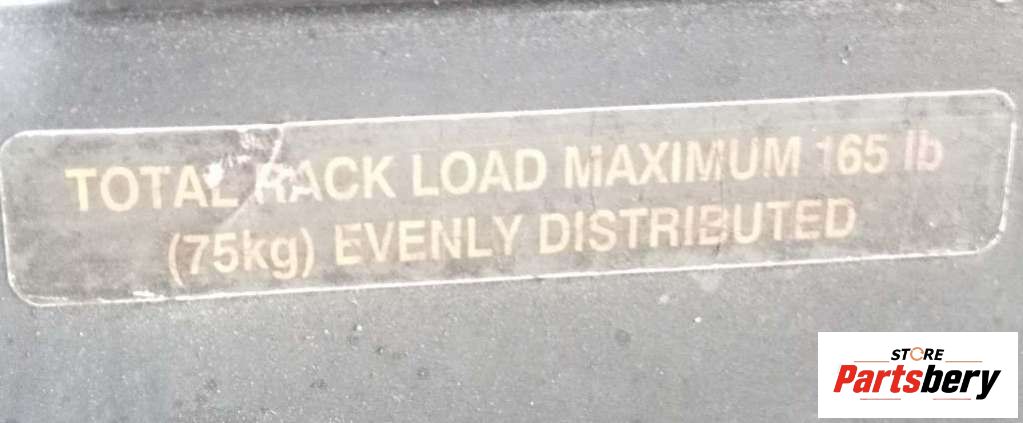 TOTAL RACK LOAD MAXIMUM 165 lb
(75kg) EVENLY DISTRIBUTED
STORE
Partsbery